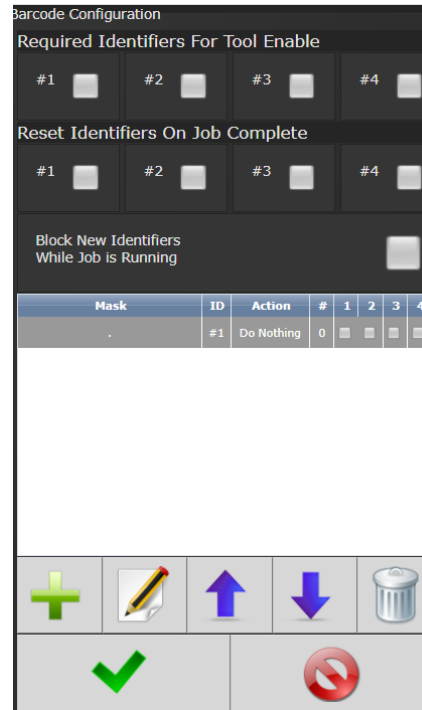 Barcode Configuration
Required Identifiers For Tool Enable
#1 #2 #3 #4
Reset Identifiers On Job Complete
#1 #2 #3 #4
Block New Identifiers
While Job is Running
Mask ID Action # 1 2 3 4
. #1 Do Nothing 0